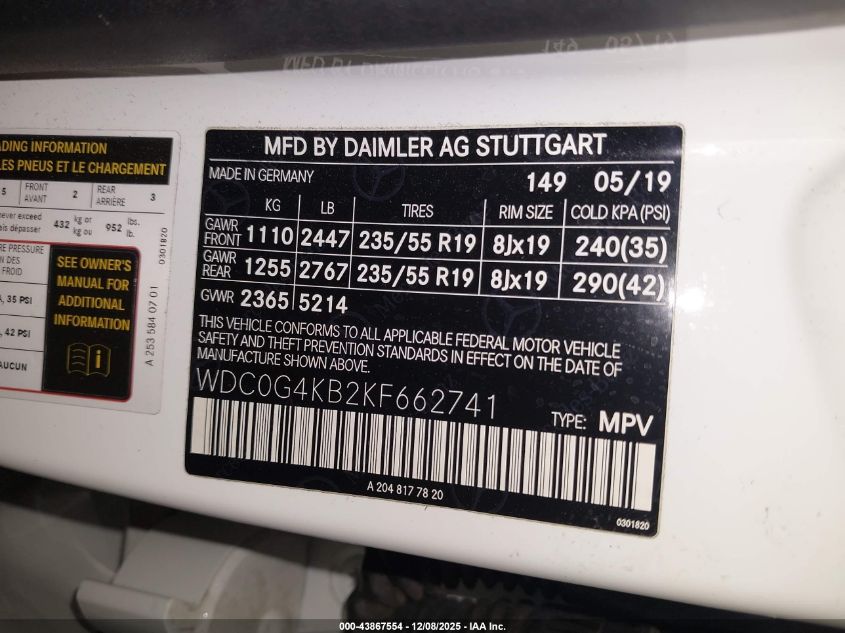 ADING INFORMATION
LES PNEUS ET LE CHARGEMENT
5 FRONT AVANT 2 REAR ARRIÈRE 3
never exceed
432 kg or kg ou 952 lbs. lb.
is dépasser
0301820
PRESSURE
DES
FROID
35 PSI
42 PSI
AUCUN
SEE OWNER'S
MANUAL FOR
ADDITIONAL
INFORMATION
A 253 584 07 01
MFD BY DAIMLER AG STUTTGART
MADE IN GERMANY 149 05/19
KG LB TIRES RIM SIZE COLD KPA (PSI)
GAWR FRONT 1110 2447 235/55 R19 8Jx19 240(35)
GAWR REAR 1255 2767 235/55 R19 8Jx19 290(42)
GVWR 2365 5214
THIS VEHICLE CONFORMS TO ALL APPLICABLE FEDERAL MOTOR VEHICLE
SAFETY AND THEFT PREVENTION STANDARDS IN EFFECT ON THE DATE OF
MANUFACTURE SHOWN ABOVE.
WDC0G4KB2KF662741
TYPE: MPV
A 204 817 78 20
0301820
000-43867554 - 12/08/2025 - IAA Inc.